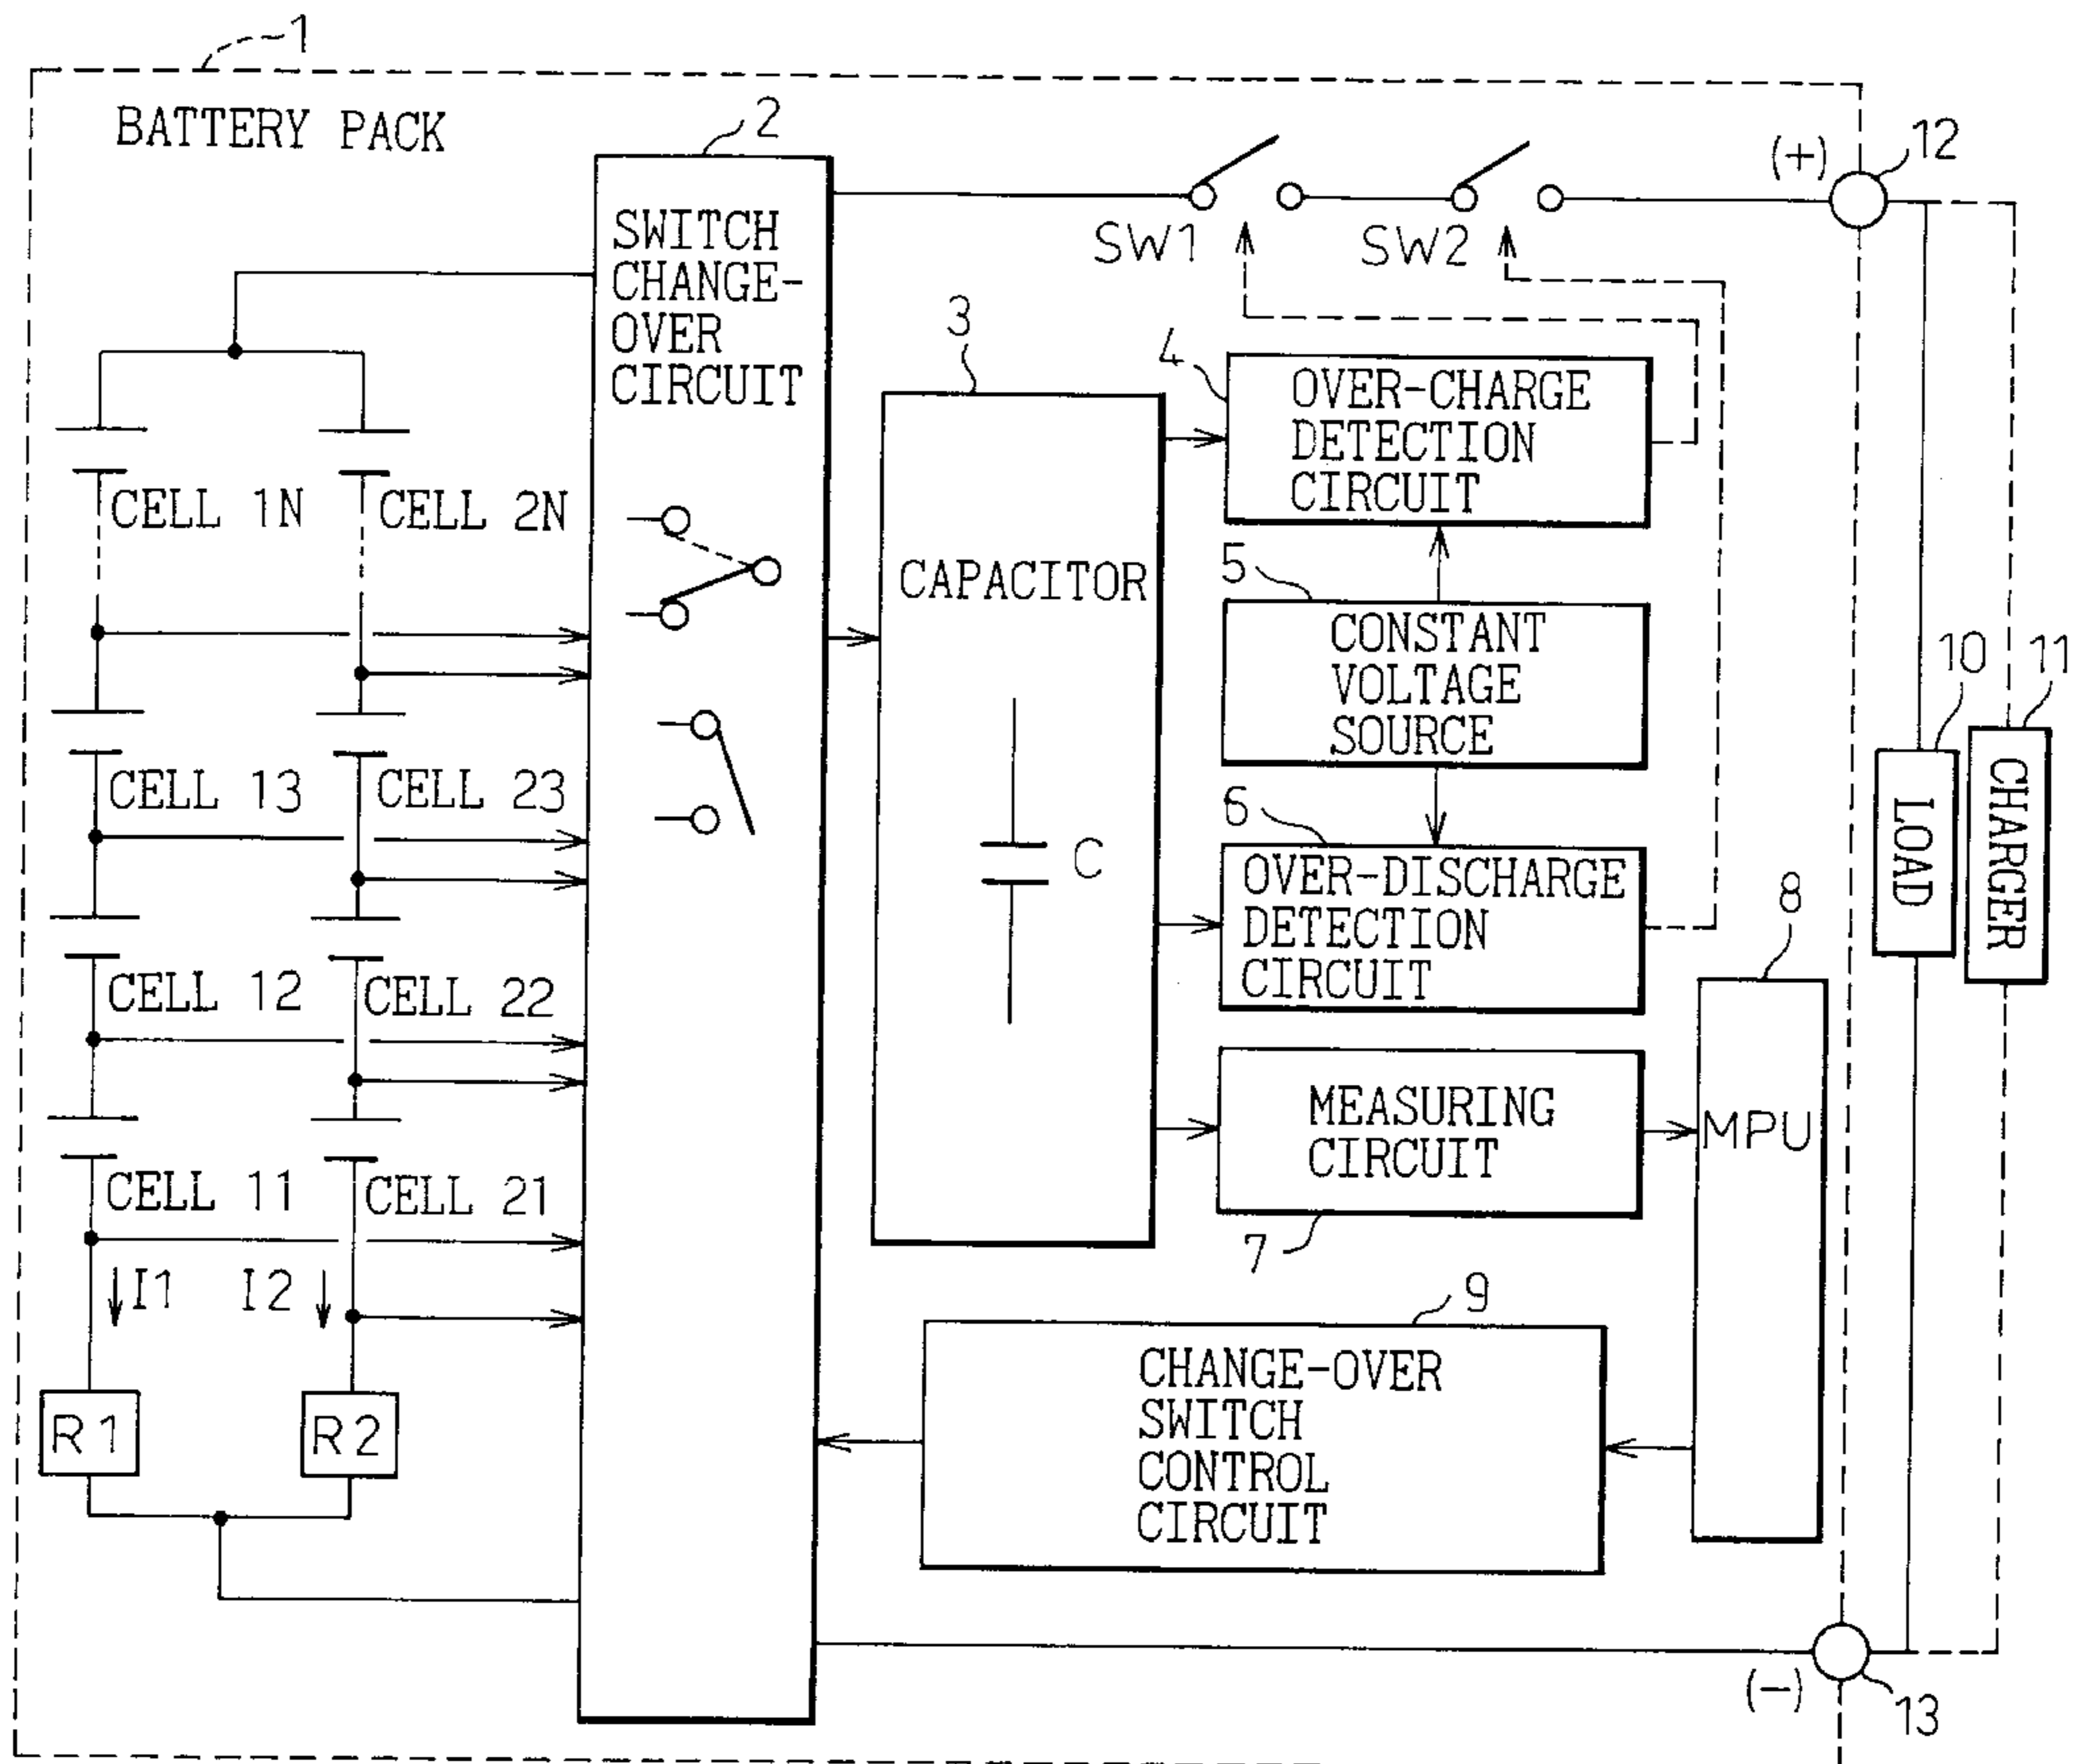 1
BATTERY PACK
2
SWITCH
CHANGE-
OVER
CIRCUIT
SW1
SW2
(+)
12
3
CAPACITOR
C
4
OVER-CHARGE
DETECTION
CIRCUIT
5
CONSTANT
VOLTAGE
SOURCE
6
OVER-DISCHARGE
DETECTION
CIRCUIT
MEASURING
CIRCUIT
7
8
MPU
9
CHANGE-OVER
SWITCH
CONTROL
CIRCUIT
10
LOAD
11
CHARGER
CELL 1N
CELL 2N
CELL 13
CELL 23
CELL 12
CELL 22
CELL 11
CELL 21
I1
I2
R1
R2
(-)
13